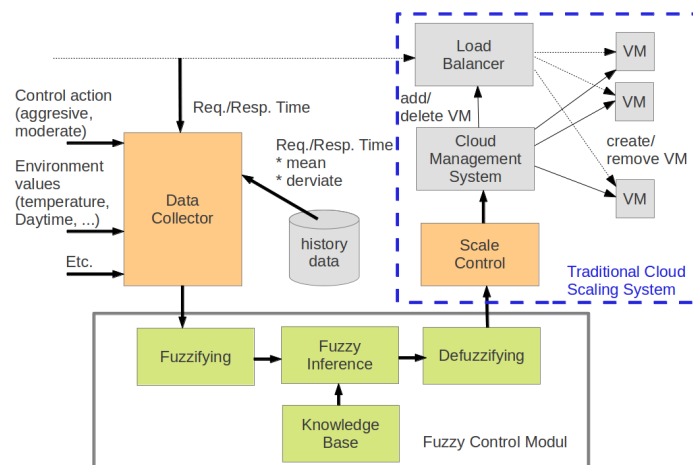 Load
Balancer
VM
VM
VM
add/
delete VM
create/
remove VM
Cloud
Management
System
Scale
Control
Traditional Cloud
Scaling System
Control action
(aggresive,
moderate)
Req./Resp. Time
Environment
values
(temperature,
Daytime, ...)
Etc.
Data
Collector
Req./Resp. Time
* mean
* derviate
history
data
Fuzzifying
Fuzzy
Inference
Defuzzifying
Knowledge
Base
Fuzzy Control Modul